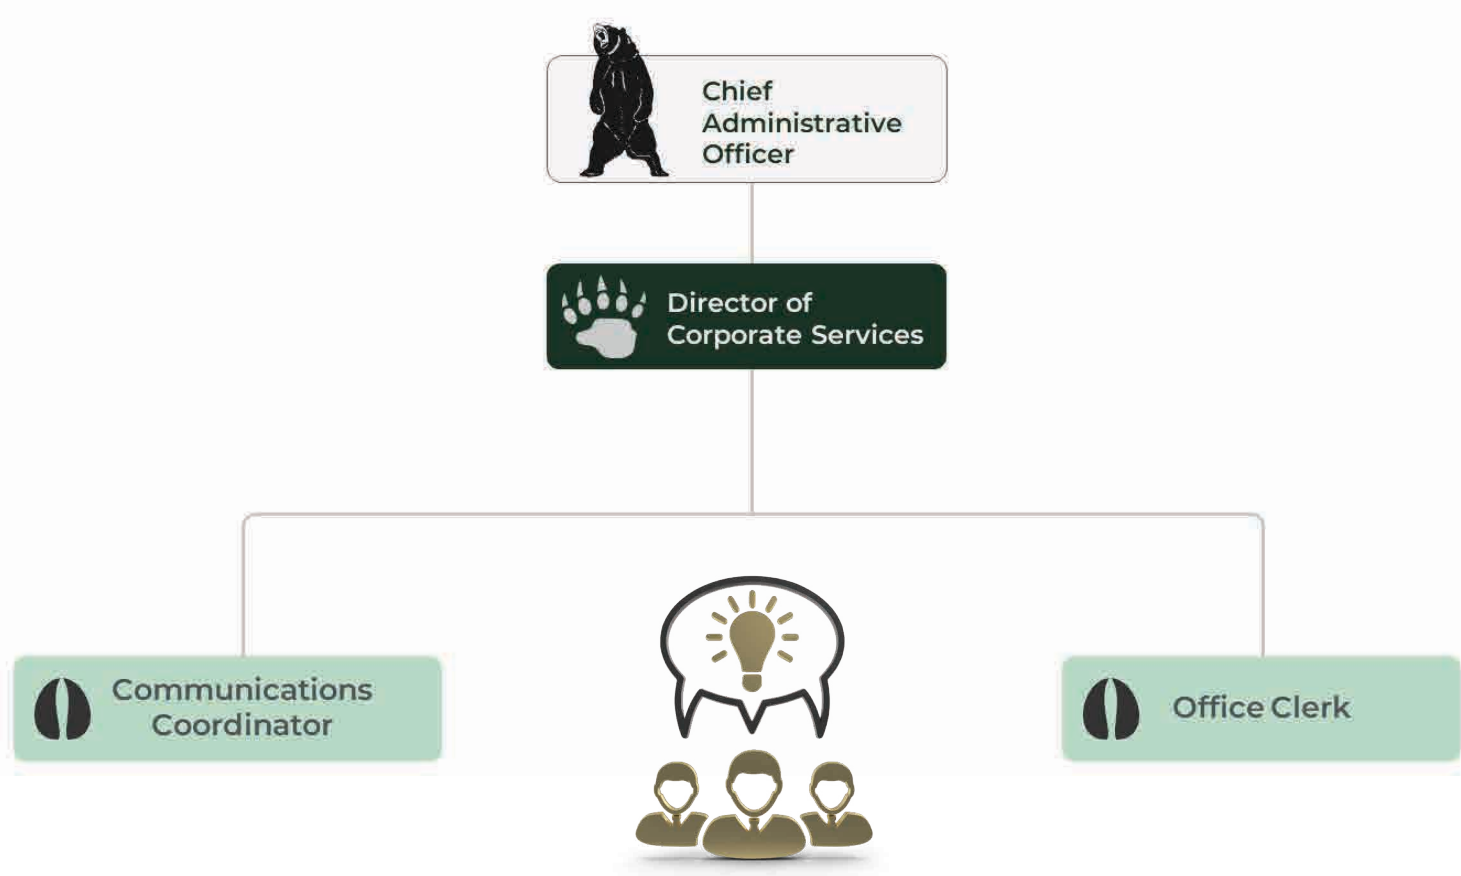 Chief
Administrative
Officer
Director of
Corporate Services
Communications
Coordinator
Office Clerk